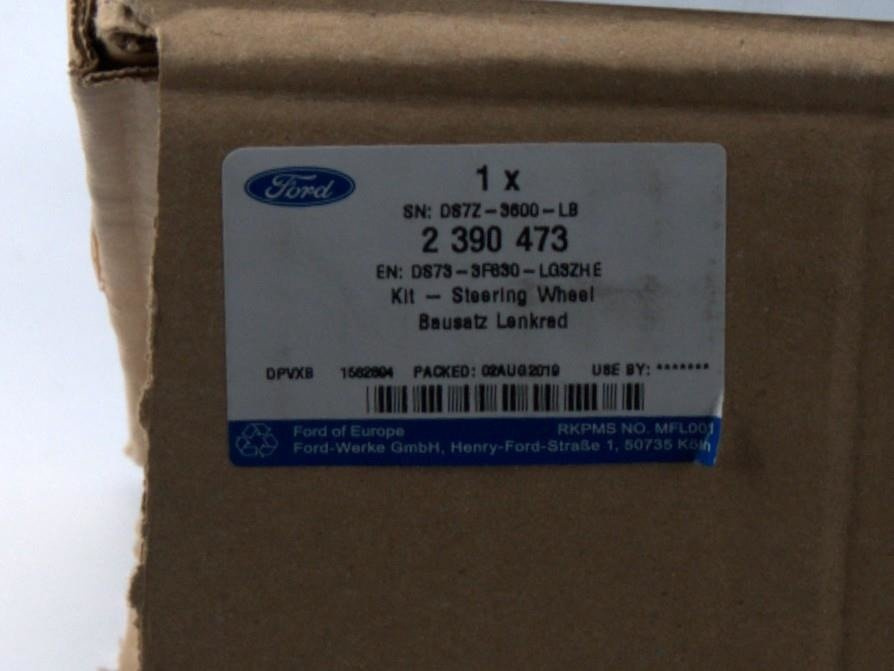 Ford
1 x
SN: DS7Z-3600-LB
2 390 473
EN: DS73-3F630-LG3ZHE
Kit - Steering Wheel
Bausatz Lenkrad
DPVXB 1562694 PACKED: 02AUG2019 USE BY: *******
Ford of Europe RKPMS NO. MFL001
Ford-Werke GmbH, Henry-Ford-Straße 1, 50735 Köln